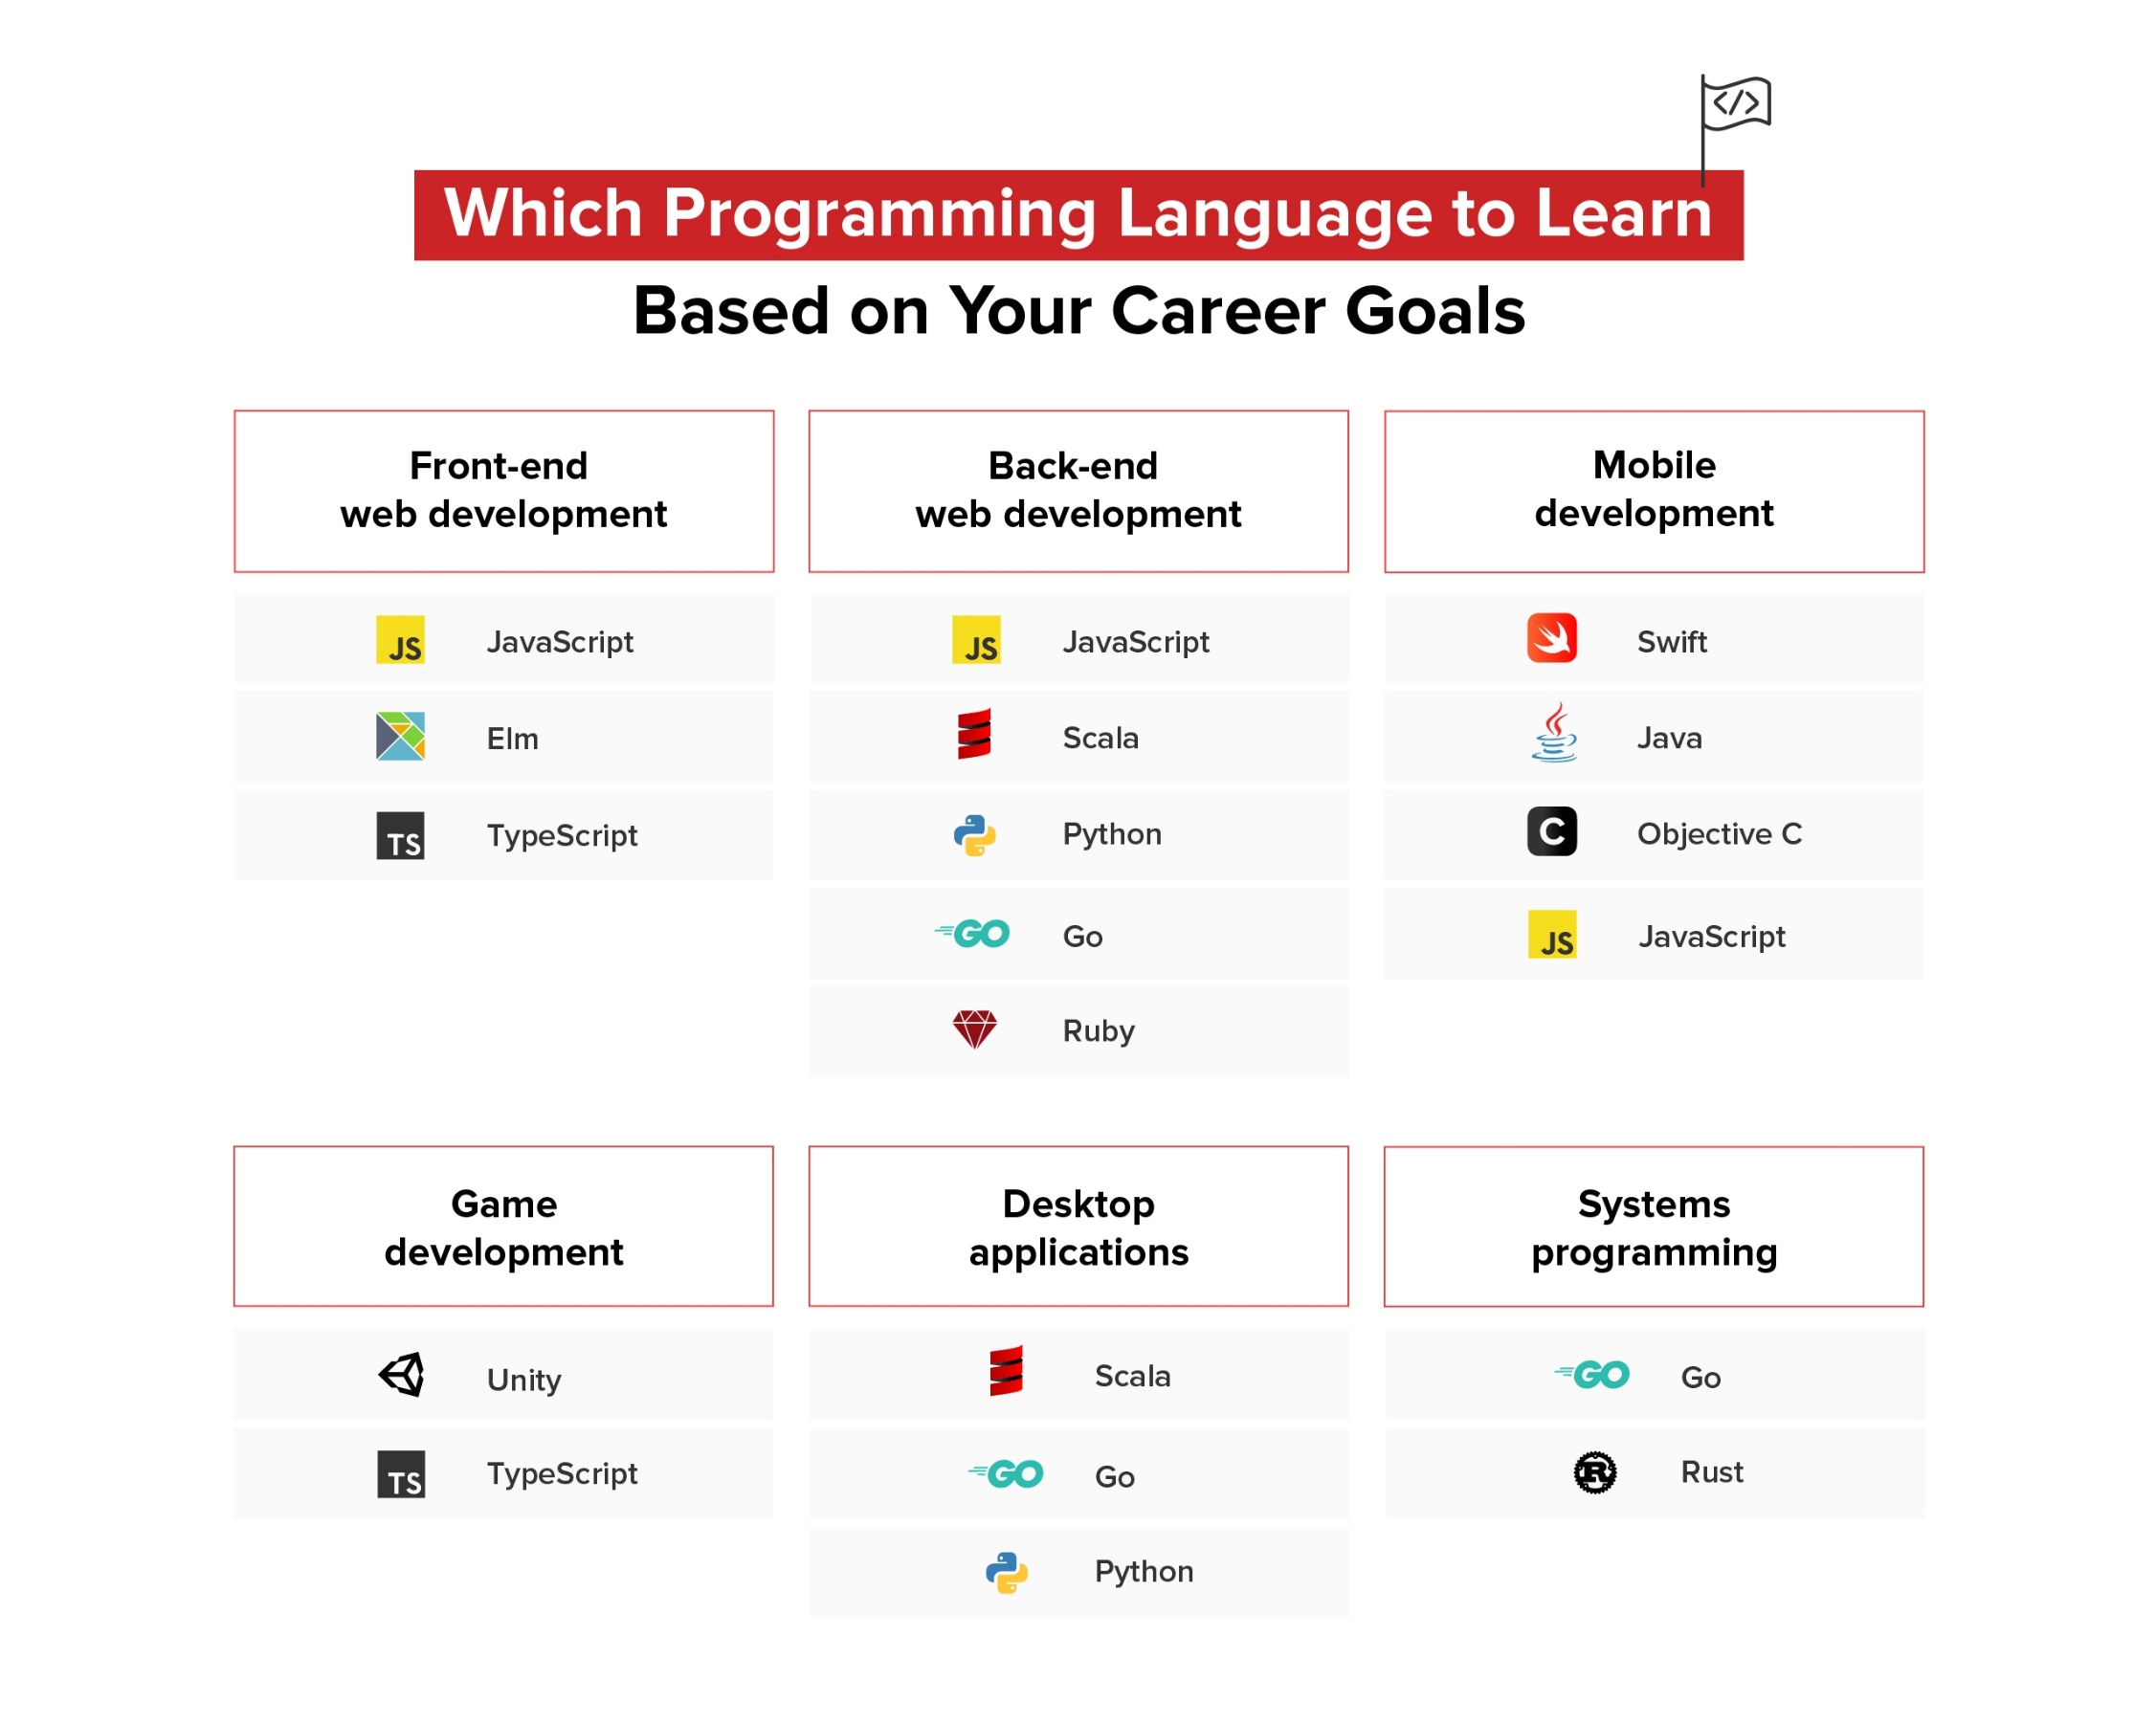 </>
Which Programming Language to Learn
Based on Your Career Goals
Front-end
web development
JS JavaScript
Elm
TS TypeScript
Back-end
web development
JS JavaScript
Scala
Python
GO Go
Ruby
Mobile
development
Swift
Java
C Objective C
JS JavaScript
Game
development
Unity
TS TypeScript
Desktop
applications
Scala
GO Go
Python
Systems
programming
GO Go
R Rust